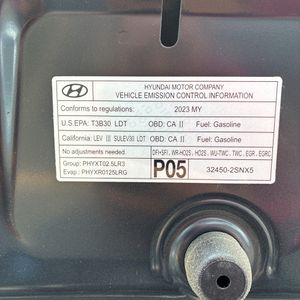 HYUNDAI MOTOR COMPANY
VEHICLE EMISSION CONTROL INFORMATION
Conforms to regulations: 2023 MY
U.S.EPA: T3B30 LDT OBD: CA II Fuel: Gasoline
California: LEV III SULEV30 LDT OBD: CA II Fuel: Gasoline
No adjustments needed. DFI+SFI, WR-HO2S, HO2S, WU-TWC, TWC, EGR, EGRC
Group: PHYXT02.5LR3
Evap : PHYXR0125LRG
P05
32450-2SNX5